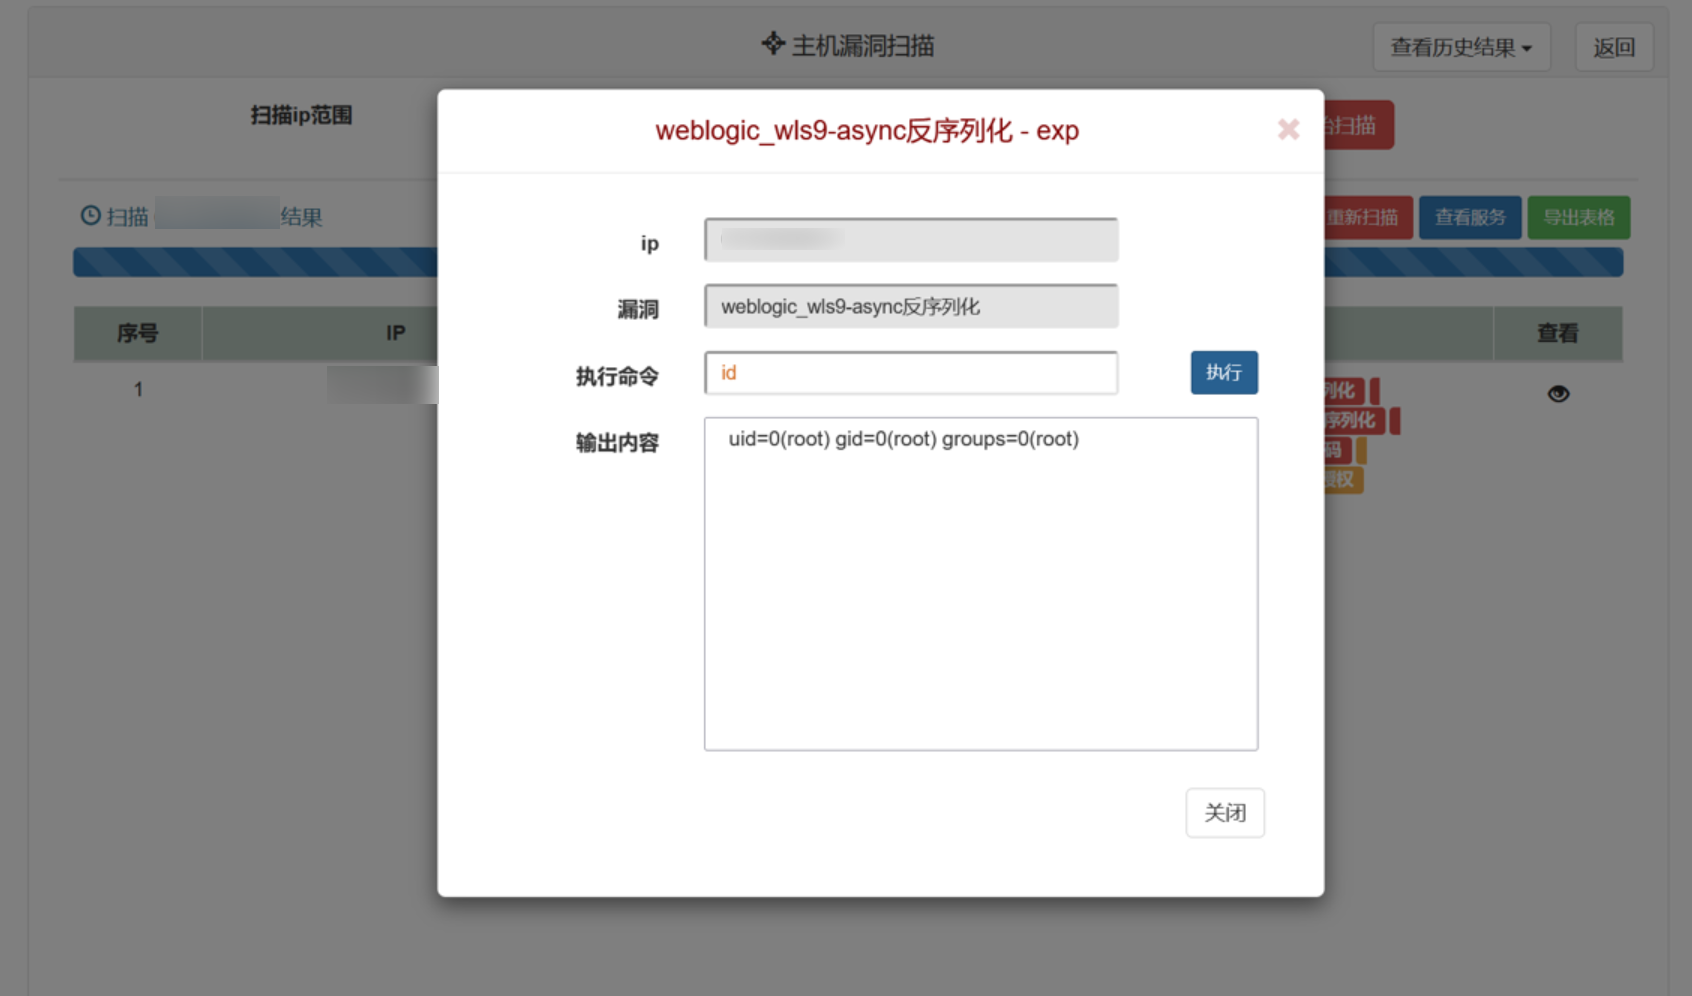 主机漏洞扫描
查看历史结果
返回
扫描ip范围
扫描
扫描
结果
重新扫描
查看服务
导出表格
序号
IP
查看
1
列化
序列化
码
授权
weblogic_wls9-async反序列化 - exp
ip
漏洞
weblogic_wls9-async反序列化
执行命令
id
执行
输出内容
uid=0(root) gid=0(root) groups=0(root)
关闭